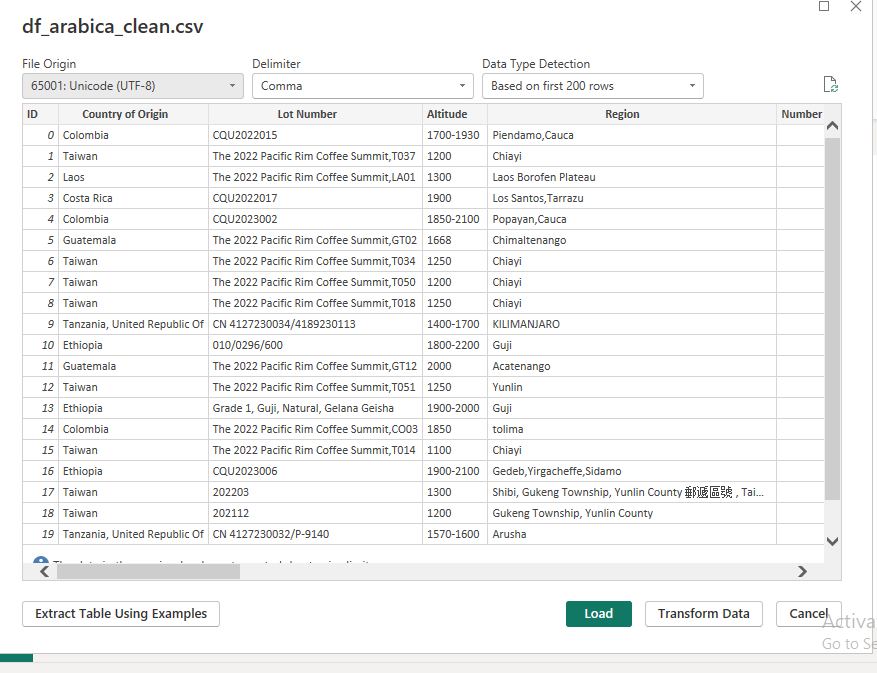 df_arabica_clean.csv
File Origin Delimiter Data Type Detection
65001: Unicode (UTF-8) Comma Based on first 200 rows
ID Country of Origin Lot Number Altitude Region Number
0 Colombia CQU2022015 1700-1930 Piendamo,Cauca
1 Taiwan The 2022 Pacific Rim Coffee Summit,T037 1200 Chiayi
2 Laos The 2022 Pacific Rim Coffee Summit,LA01 1300 Laos Borofen Plateau
3 Costa Rica CQU2022017 1900 Los Santos,Tarrazu
4 Colombia CQU2023002 1850-2100 Popayan,Cauca
5 Guatemala The 2022 Pacific Rim Coffee Summit,GT02 1668 Chimaltenango
6 Taiwan The 2022 Pacific Rim Coffee Summit,T034 1250 Chiayi
7 Taiwan The 2022 Pacific Rim Coffee Summit,T050 1200 Chiayi
8 Taiwan The 2022 Pacific Rim Coffee Summit,T018 1250 Chiayi
9 Tanzania, United Republic Of CN 4127230034/4189230113 1400-1700 KILIMANJARO
10 Ethiopia 010/0296/600 1800-2200 Guji
11 Guatemala The 2022 Pacific Rim Coffee Summit,GT12 2000 Acatenango
12 Taiwan The 2022 Pacific Rim Coffee Summit,T051 1250 Yunlin
13 Ethiopia Grade 1, Guji, Natural, Gelana Geisha 1900-2000 Guji
14 Colombia The 2022 Pacific Rim Coffee Summit,CO03 1850 tolima
15 Taiwan The 2022 Pacific Rim Coffee Summit,T014 1100 Chiayi
16 Ethiopia CQU2023006 1900-2100 Gedeb,Yirgacheffe,Sidamo
17 Taiwan 202203 1300 Shibi, Gukeng Township, Yunlin County 郵遞區號 , Tai...
18 Taiwan 202112 1200 Gukeng Township, Yunlin County
19 Tanzania, United Republic Of CN 4127230032/P-9140 1570-1600 Arusha
Extract Table Using Examples Load Transform Data Cancel
Activa
Go to Se